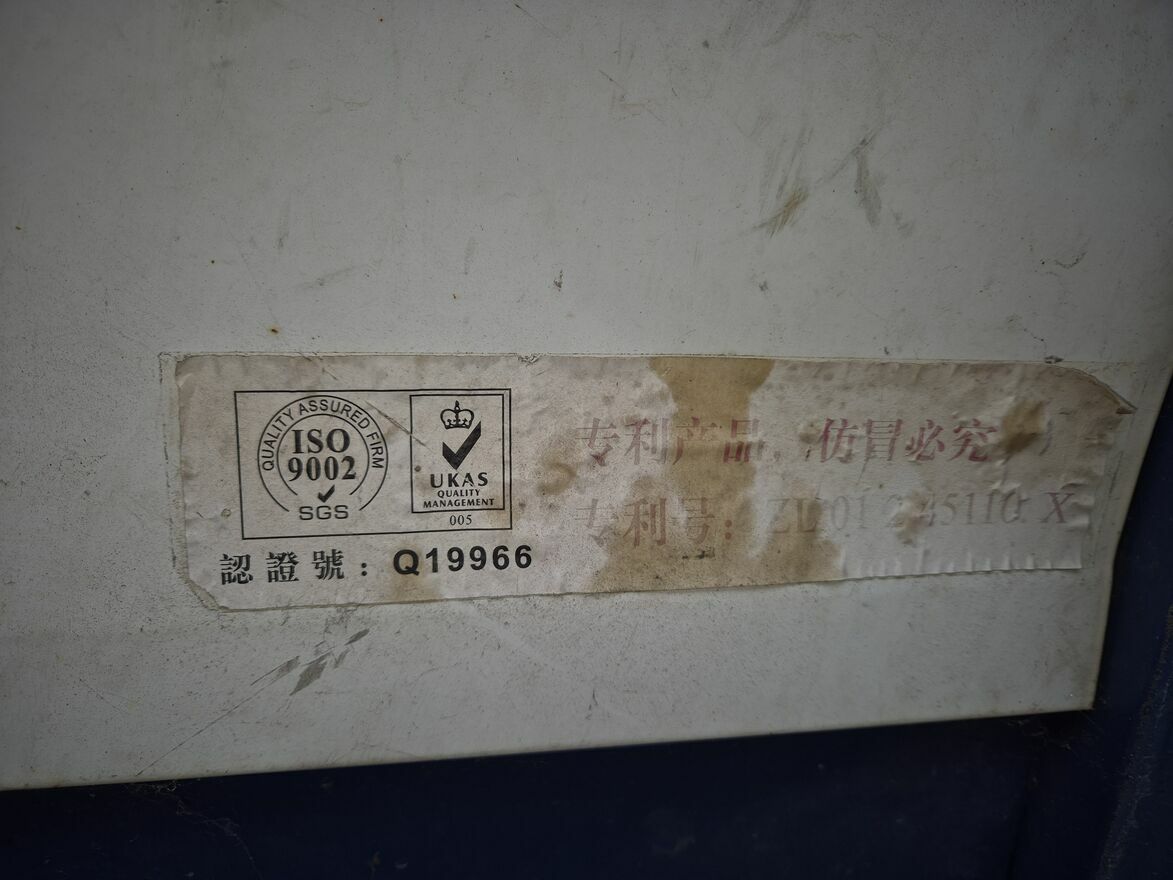 QUALITY ASSURED FIRM
ISO
9002
SGS
UKAS
QUALITY
MANAGEMENT
005
認證號：Q19966
专利产品，仿冒必究
专利号：
X